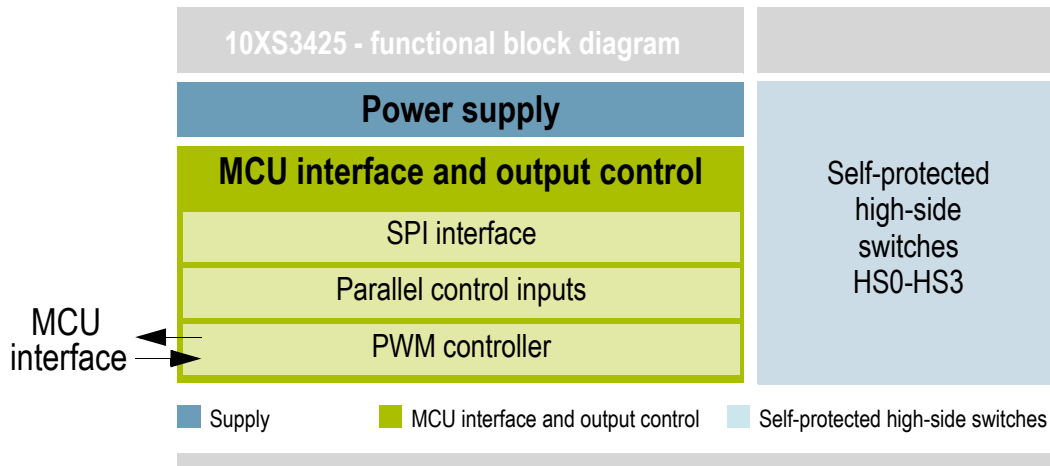 10XS3425 - functional block diagram
Power supply
MCU interface and output control
SPI interface
Parallel control inputs
PWM controller
MCU
interface
Self-protected
high-side
switches
HS0-HS3
Supply
MCU interface and output control
Self-protected high-side switches